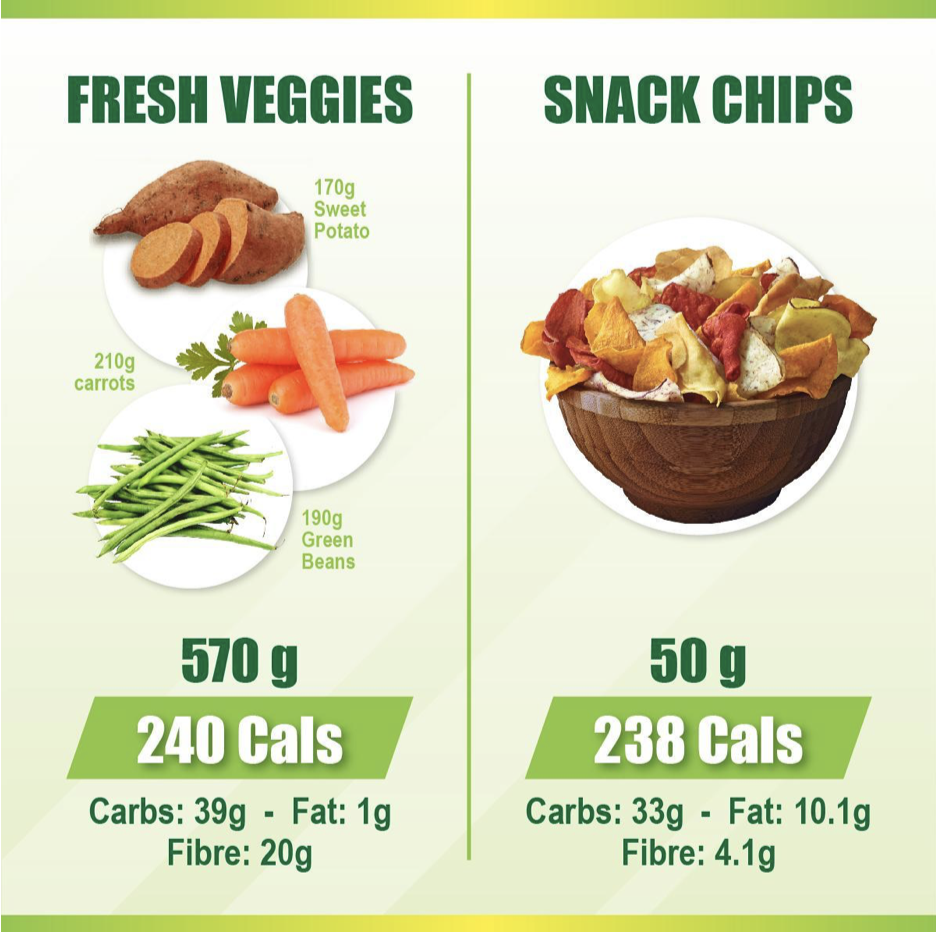 FRESH VEGGIES
170g
Sweet
Potato
210g
carrots
190g
Green
Beans
570 g
240 Cals
Carbs: 39g - Fat: 1g
Fibre: 20g
SNACK CHIPS
50 g
238 Cals
Carbs: 33g - Fat: 10.1g
Fibre: 4.1g